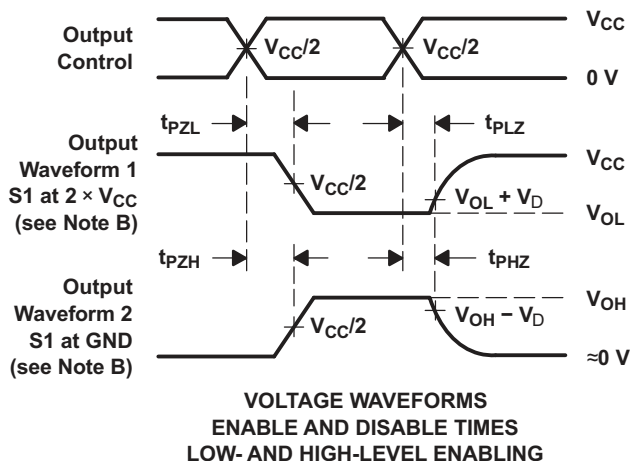 Output
Control
V_CC/2
V_CC/2
V_CC
0 V
t_PZL
t_PLZ
Output
Waveform 1
S1 at 2 × V_CC
(see Note B)
V_CC/2
V_OL + V_D
V_CC
V_OL
t_PZH
t_PHZ
Output
Waveform 2
S1 at GND
(see Note B)
V_CC/2
V_OH − V_D
V_OH
≈0 V
VOLTAGE WAVEFORMS
ENABLE AND DISABLE TIMES
LOW- AND HIGH-LEVEL ENABLING